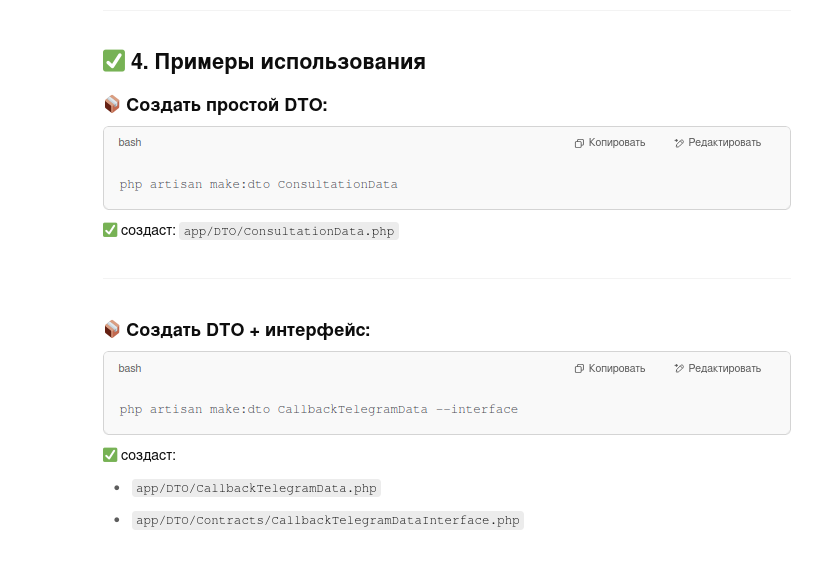 ✅ 4. Примеры использования
📦 Создать простой DTO:
bash
Копировать
Редактировать
php artisan make:dto ConsultationData
✅ создаст: app/DTO/ConsultationData.php
📦 Создать DTO + интерфейс:
bash
Копировать
Редактировать
php artisan make:dto CallbackTelegramData --interface
✅ создаст:
• app/DTO/CallbackTelegramData.php
• app/DTO/Contracts/CallbackTelegramDataInterface.php